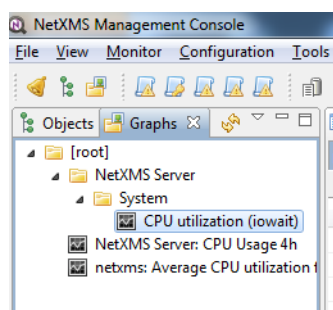 NetXMS Management Console
File View Monitor Configuration Tools
Objects Graphs
[root]
NetXMS Server
System
CPU utilization (iowait)
NetXMS Server: CPU Usage 4h
netxms: Average CPU utilization